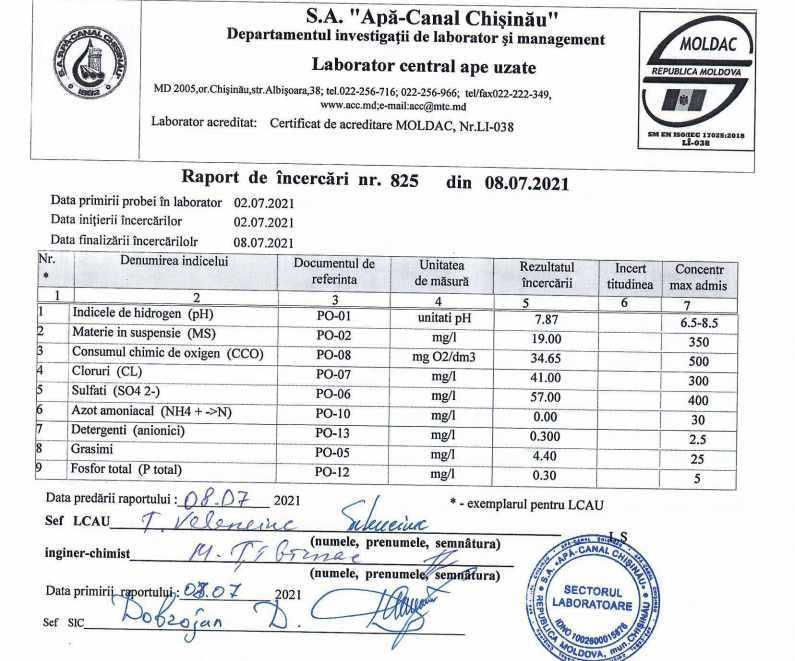 S.A. "Apă-Canal Chişinău"
Departamentul investigaţii de laborator şi management
Laborator central ape uzate
MD 2005,or.Chişinău,str.Albişoara,38; tel.022-256-716; 022-256-966; tel/fax022-222-349,
www.acc.md;e-mail:acc@mtc.md
Laborator acreditat: Certificat de acreditare MOLDAC, Nr.LI-038
S.A. APĂ-CANAL CHIŞINĂU
1892
MOLDAC
REPUBLICA MOLDOVA
SM EN ISO/IEC 17025:2018
LÎ-038
Raport de încercări nr. 825 din 08.07.2021
Data primirii probei în laborator 02.07.2021
Data iniţierii încercărilor 02.07.2021
Data finalizării încercărilolr 08.07.2021
Nr. * Denumirea indicelui Documentul de referinta Unitatea de măsură Rezultatul încercării Incert titudinea Concentr max admis
1 2 3 4 5 6 7
1 Indicele de hidrogen (pH) PO-01 unitati pH 7.87 6.5-8.5
2 Materie in suspensie (MS) PO-02 mg/l 19.00 350
3 Consumul chimic de oxigen (CCO) PO-08 mg O2/dm3 34.65 500
4 Cloruri (CL) PO-07 mg/l 41.00 300
5 Sulfati (SO4 2-) PO-06 mg/l 57.00 400
6 Azot amoniacal (NH4 + ->N) PO-10 mg/l 0.00 30
7 Detergenti (anionici) PO-13 mg/l 0.300 2.5
8 Grasimi PO-05 mg/l 4.40 25
9 Fosfor total (P total) PO-12 mg/l 0.30 5
Data predării raportului : 08.07 2021 * - exemplarul pentru LCAU
Sef LCAU T.
L.S
(numele, prenumele, semnătura)
inginer-chimist M.
(numele, prenumele, semnătura)
Data primirii raportului: 08.07 2021
Sef SIC Dobrojan D.
S.A. «APĂ-CANAL CHIŞINĂU»
SECTORUL
LABORATOARE
IDNO 1002600015876
REPUBLICA MOLDOVA, mun. CHIŞINĂU